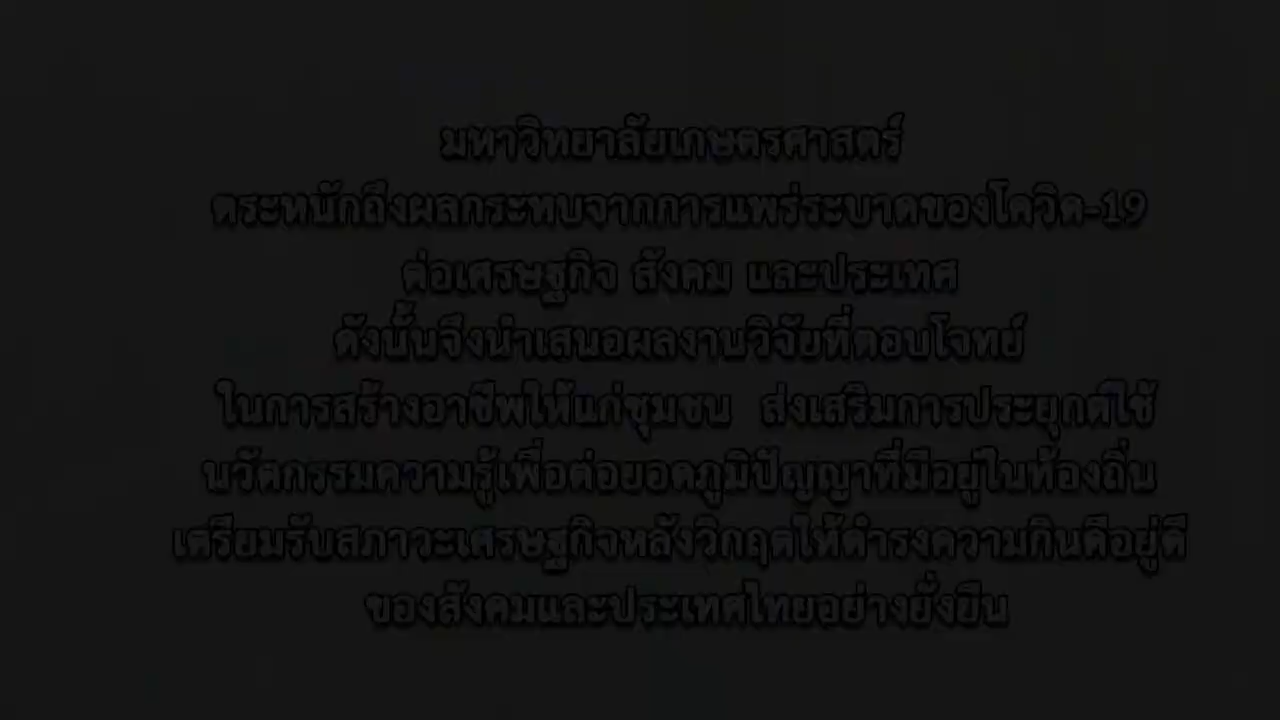 มหาวิทยาลัยเกษตรศาสตร์
ตระหนักถึงผลกระทบจากการแพร่ระบาดของโควิด-19
ต่อเศรษฐกิจ สังคม และประเทศ
ดังนั้นจึงนำเสนอผลงานวิจัยที่ตอบโจทย์
ในการสร้างอาชีพให้แก่ชุมชน ส่งเสริมการประยุกต์ใช้
นวัตกรรมความรู้เพื่อต่อยอดภูมิปัญญาที่มีอยู่ในท้องถิ่น
เตรียมรับสภาวะเศรษฐกิจหลังวิกฤตให้ดำรงความกินดีอยู่ดี
ของสังคมและประเทศไทยอย่างยั่งยืน